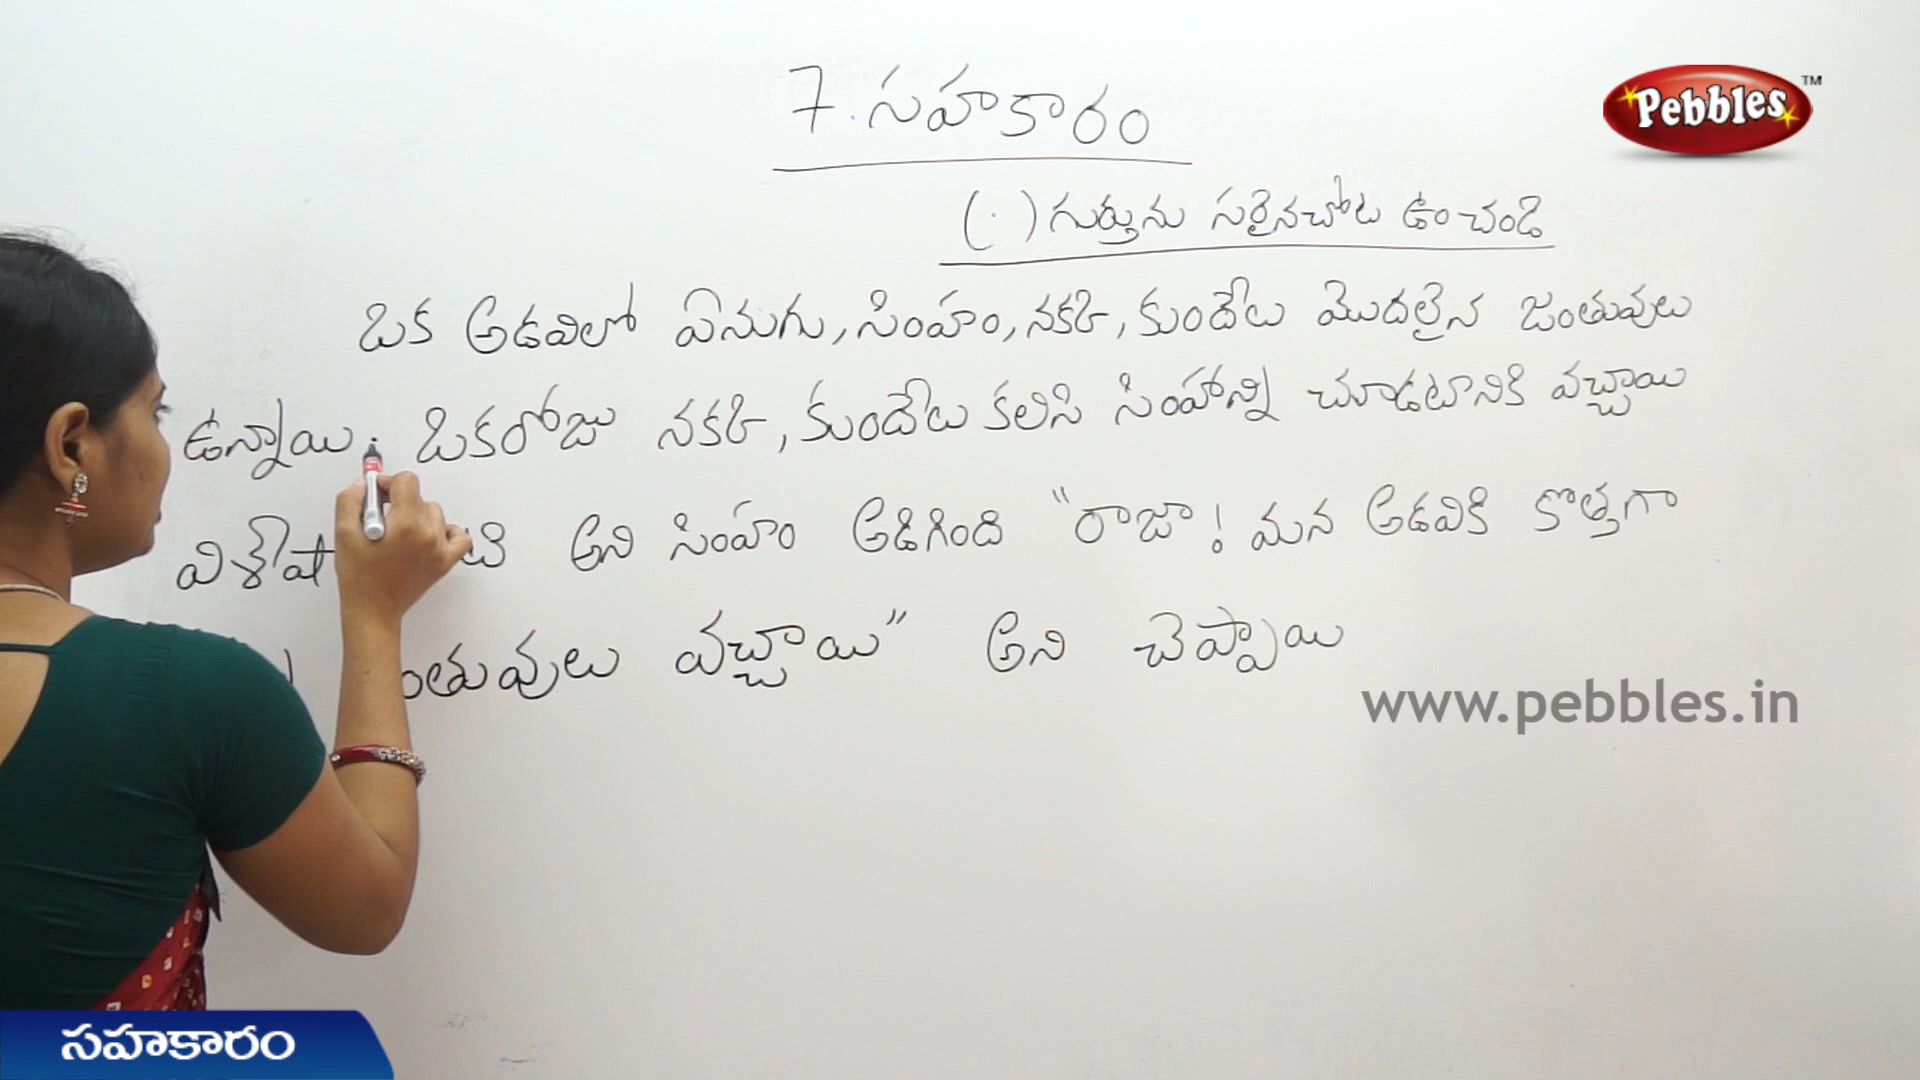 7. సహకారం
Pebbles TM
(.) గుర్తును సరైనచోట ఉంచండి
ఒక అడవిలో ఏనుగు, సింహం, నక్క, కుందేలు మొదలైన జంతువులు
ఉన్నాయి. ఒకరోజు నక్క, కుందేలు కలిసి సింహాన్ని చూడటానికి వచ్చాయి
అని సింహం అడిగింది "రాజా! మన అడవికి కొత్తగా
వచ్చాయి" అని చెప్పాయి
www.pebbles.in
సహకారం